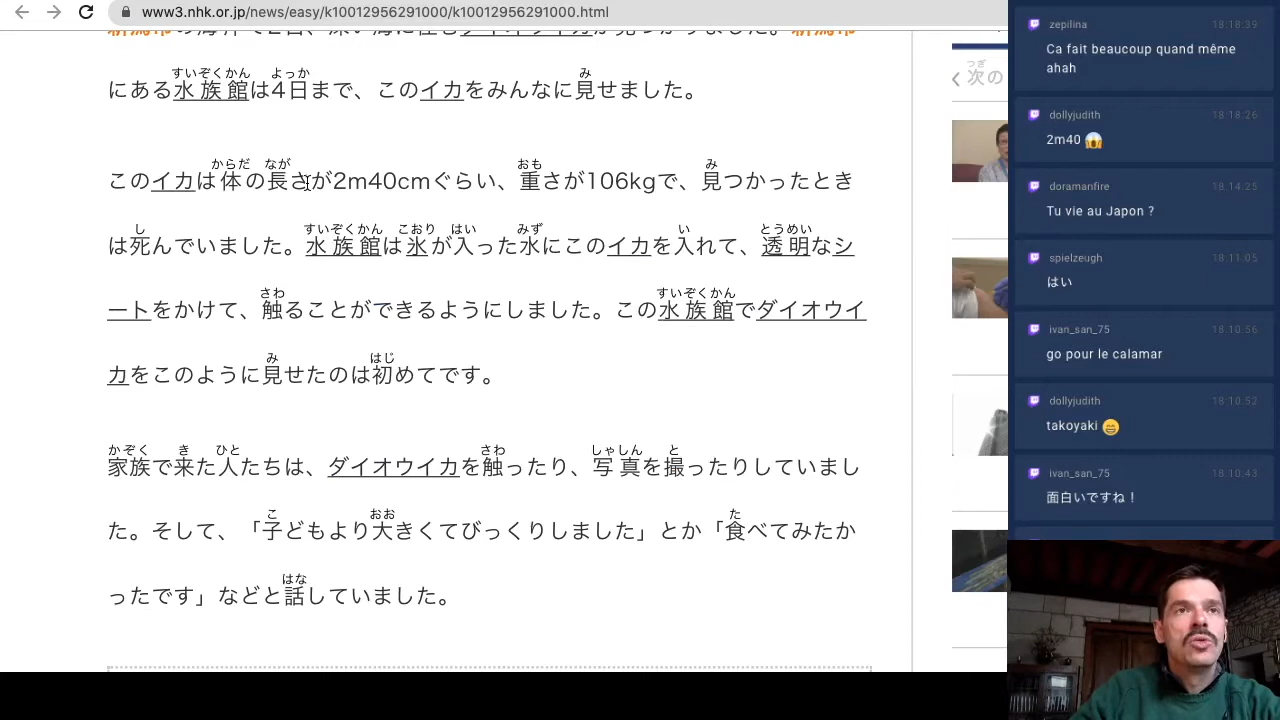 www3.nhk.or.jp/news/easy/k10012956291000/k10012956291000.html
にある水族館は4日まで、このイカをみんなに見せました。
このイカは体の長さが2m40cmぐらい、重さが106kgで、見つかったとき
は死んでいました。水族館は氷が入った水にこのイカを入れて、透明なシ
ートをかけて、触ることができるようにしました。この水族館でダイオウイ
カをこのように見せたのは初めてです。
家族で来た人たちは、ダイオウイカを触ったり、写真を撮ったりしていまし
た。そして、「子どもより大きくてびっくりしました」とか「食べてみたか
ったです」などと話していました。
次の
zepilina 18:18:39
Ca fait beaucoup quand même
ahah
dollyjudith 18:18:26
2m40 😱
doramanfire 18:14:25
Tu vie au Japon ?
spielzeugh 18:11:05
はい
ivan_san_75 18:10:56
go pour le calamar
dollyjudith 18:10:52
takoyaki 😄
ivan_san_75 18:10:43
面白いですね！